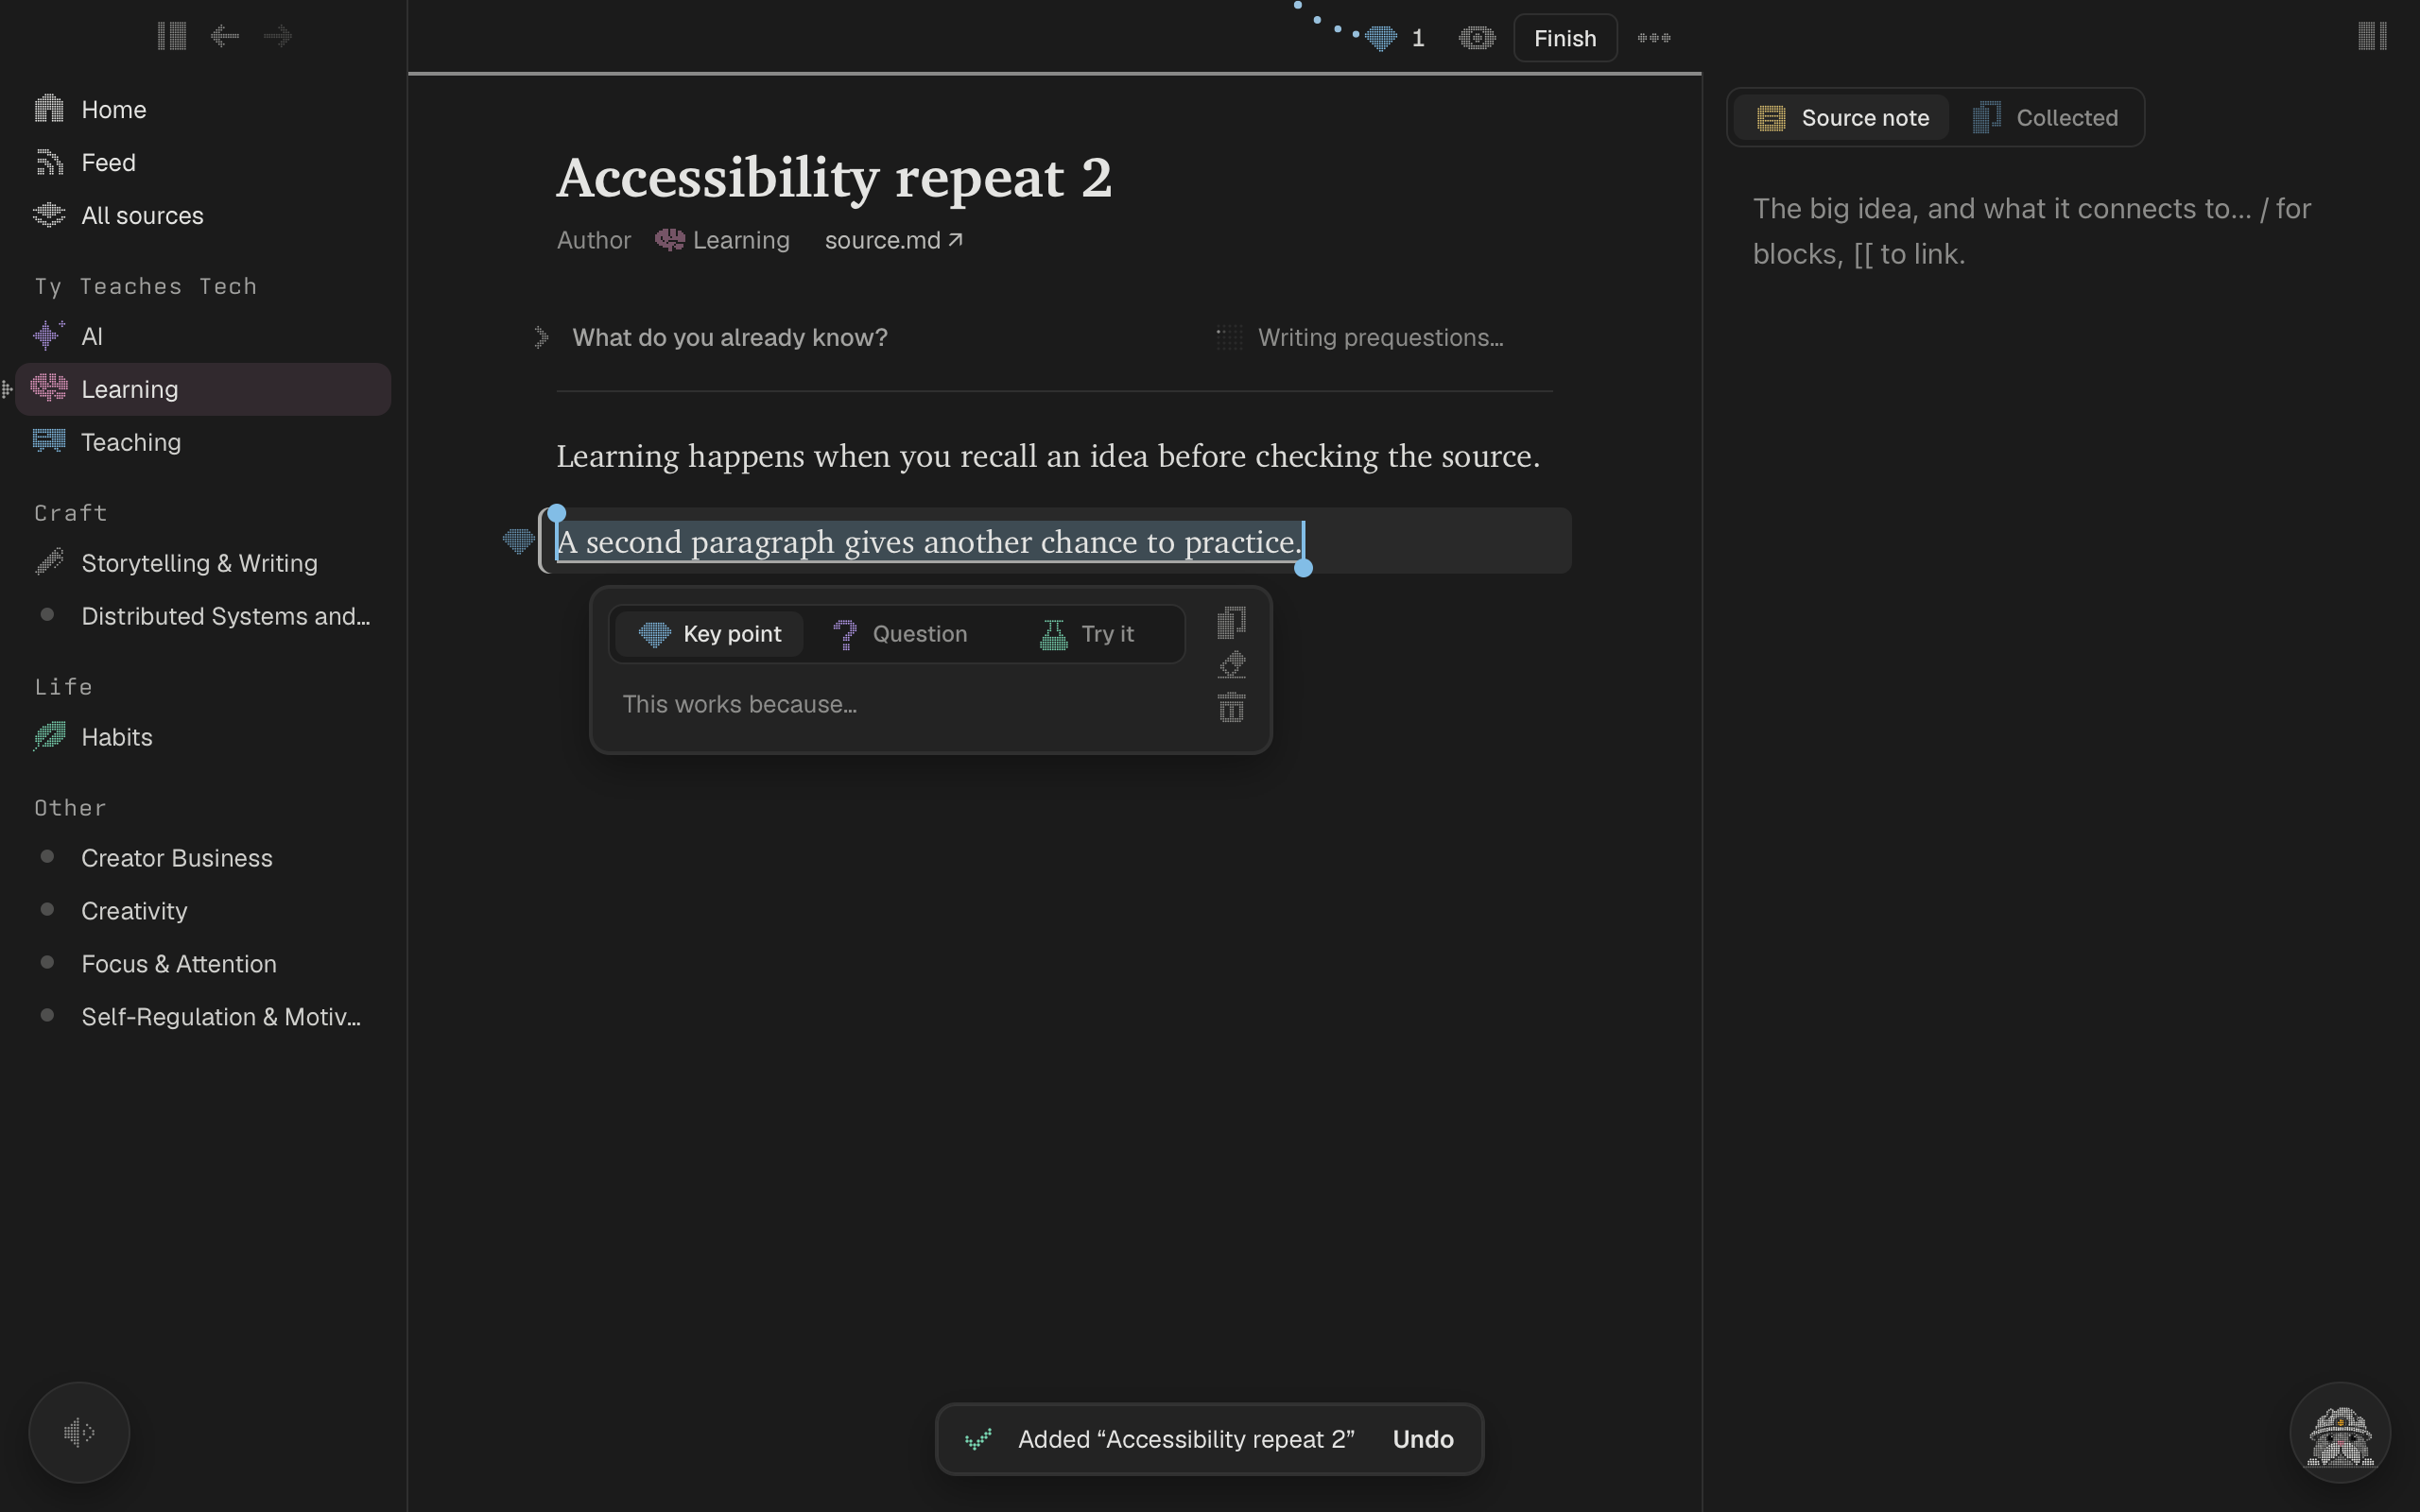 1
Finish
Home
Feed
All sources
Ty Teaches Tech
AI
Learning
Teaching
Craft
Storytelling & Writing
Distributed Systems and...
Life
Habits
Other
Creator Business
Creativity
Focus & Attention
Self-Regulation & Motiv...
Accessibility repeat 2
Author Learning source.md
What do you already know?
Writing prequestions...
Learning happens when you recall an idea before checking the source.
A second paragraph gives another chance to practice.
Key point
Question
Try it
This works because...
Added “Accessibility repeat 2” Undo
Source note
Collected
The big idea, and what it connects to... / for
blocks, [[ to link.